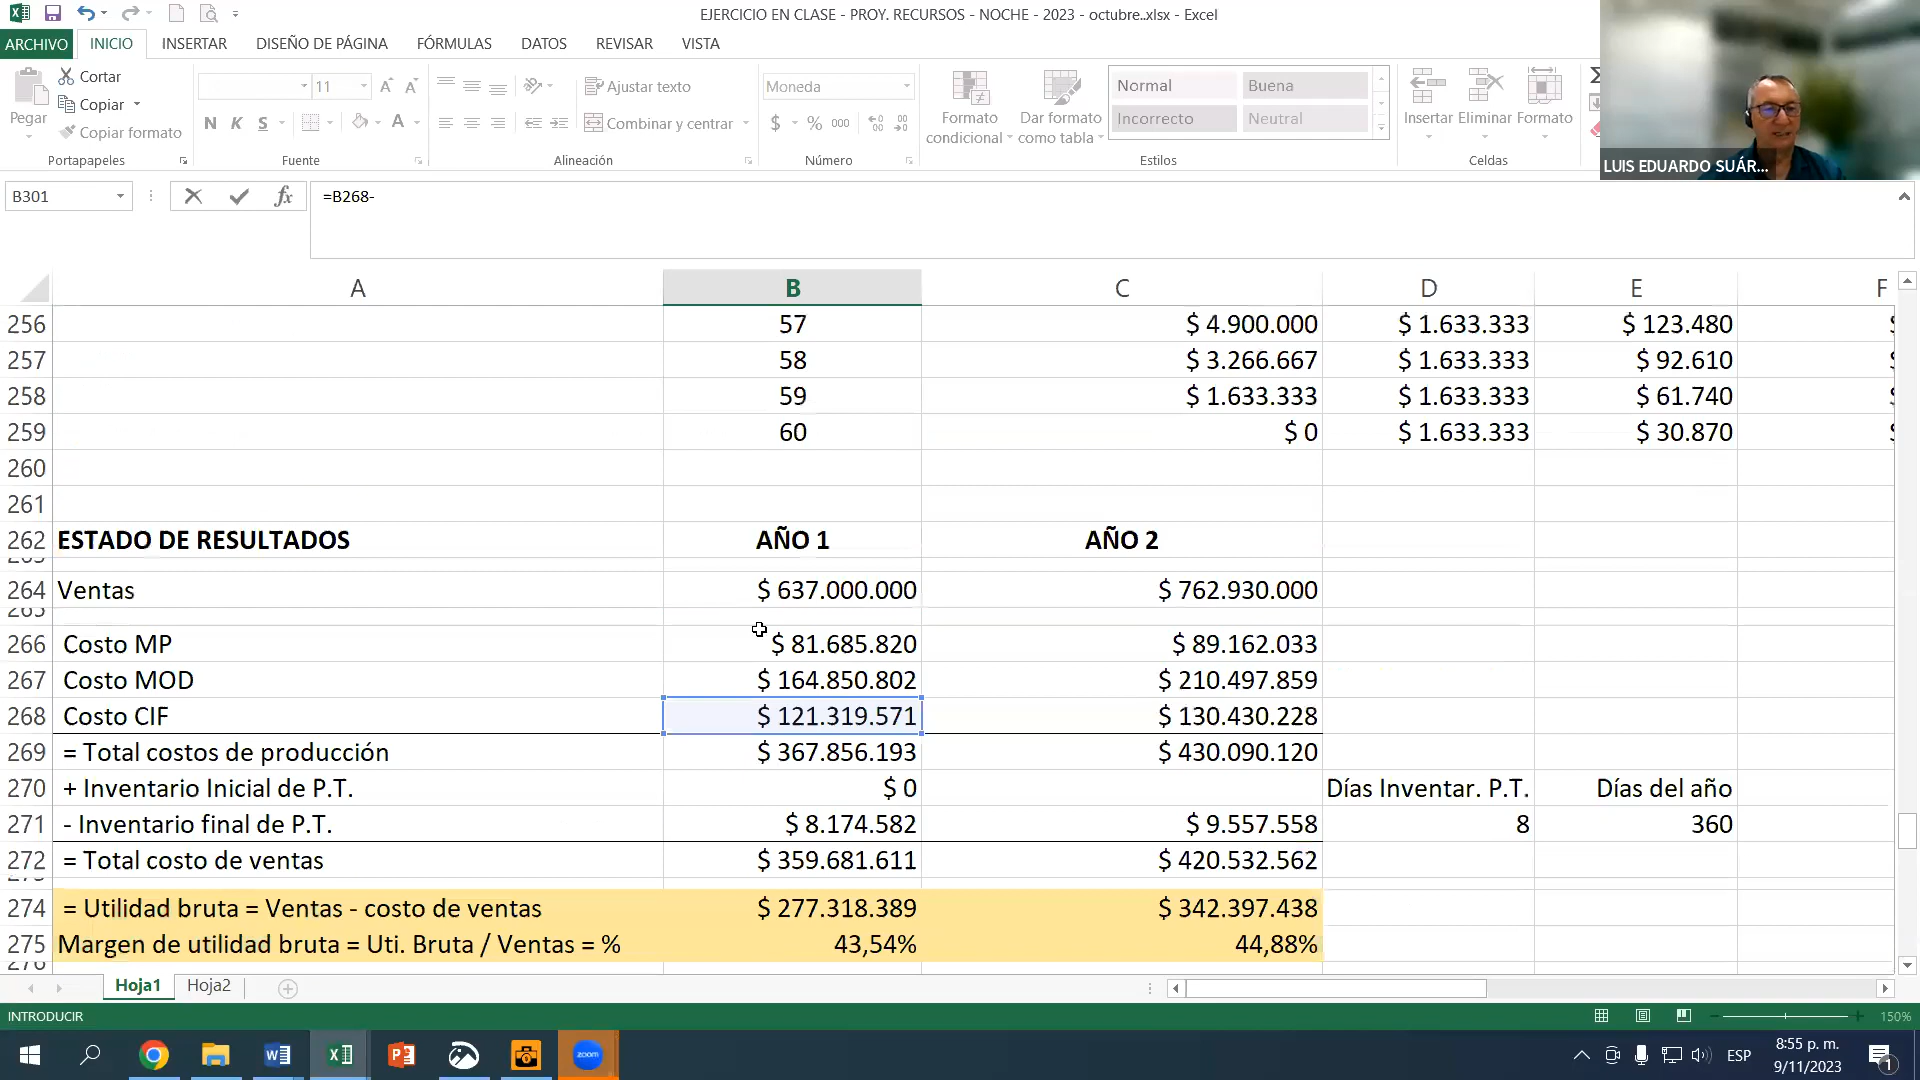 EJERCICIO EN CLASE - PROY. RECURSOS - NOCHE - 2023 - octubre..xlsx - Excel
ARCHIVO INICIO INSERTAR DISEÑO DE PÁGINA FÓRMULAS DATOS REVISAR VISTA
Pegar
Cortar
Copiar
Copiar formato
Portapapeles
11
N K S
Fuente
Ajustar texto
Combinar y centrar
Alineación
Moneda
$ % 000
Número
Formato condicional
Dar formato como tabla
Normal Buena
Incorrecto Neutral
Estilos
Insertar Eliminar Formato
Celdas
LUIS EDUARDO SUÁR...
B301 fx =B268-
A B C D E F
256 57 $ 4.900.000 $ 1.633.333 $ 123.480
257 58 $ 3.266.667 $ 1.633.333 $ 92.610
258 59 $ 1.633.333 $ 1.633.333 $ 61.740
259 60 $ 0 $ 1.633.333 $ 30.870
260
261
262 ESTADO DE RESULTADOS AÑO 1 AÑO 2
264 Ventas $ 637.000.000 $ 762.930.000
266 Costo MP $ 81.685.820 $ 89.162.033
267 Costo MOD $ 164.850.802 $ 210.497.859
268 Costo CIF $ 121.319.571 $ 130.430.228
269 = Total costos de producción $ 367.856.193 $ 430.090.120
270 + Inventario Inicial de P.T. $ 0 Días Inventar. P.T. Días del año
271 - Inventario final de P.T. $ 8.174.582 $ 9.557.558 8 360
272 = Total costo de ventas $ 359.681.611 $ 420.532.562
274 = Utilidad bruta = Ventas - costo de ventas $ 277.318.389 $ 342.397.438
275 Margen de utilidad bruta = Uti. Bruta / Ventas = % 43,54% 44,88%
Hoja1 Hoja2
INTRODUCIR 150%
zoom
ESP
8:55 p. m.
9/11/2023
1